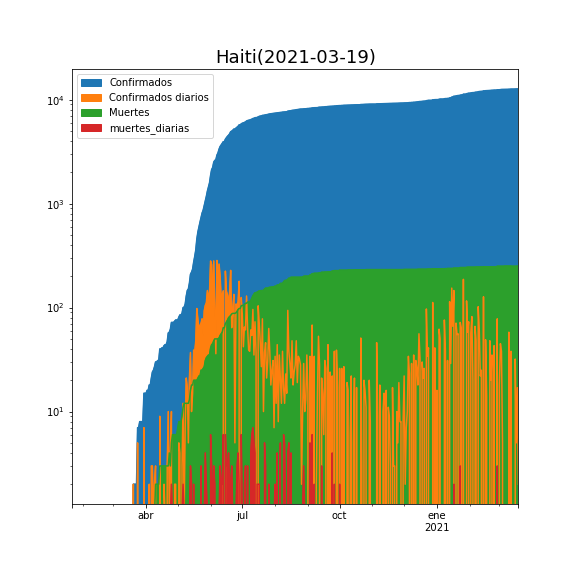 Haiti(2021-03-19)
Confirmados
Confirmados diarios
Muertes
muertes_diarias
10^4
10^3
10^2
10^1
abr jul oct ene
2021